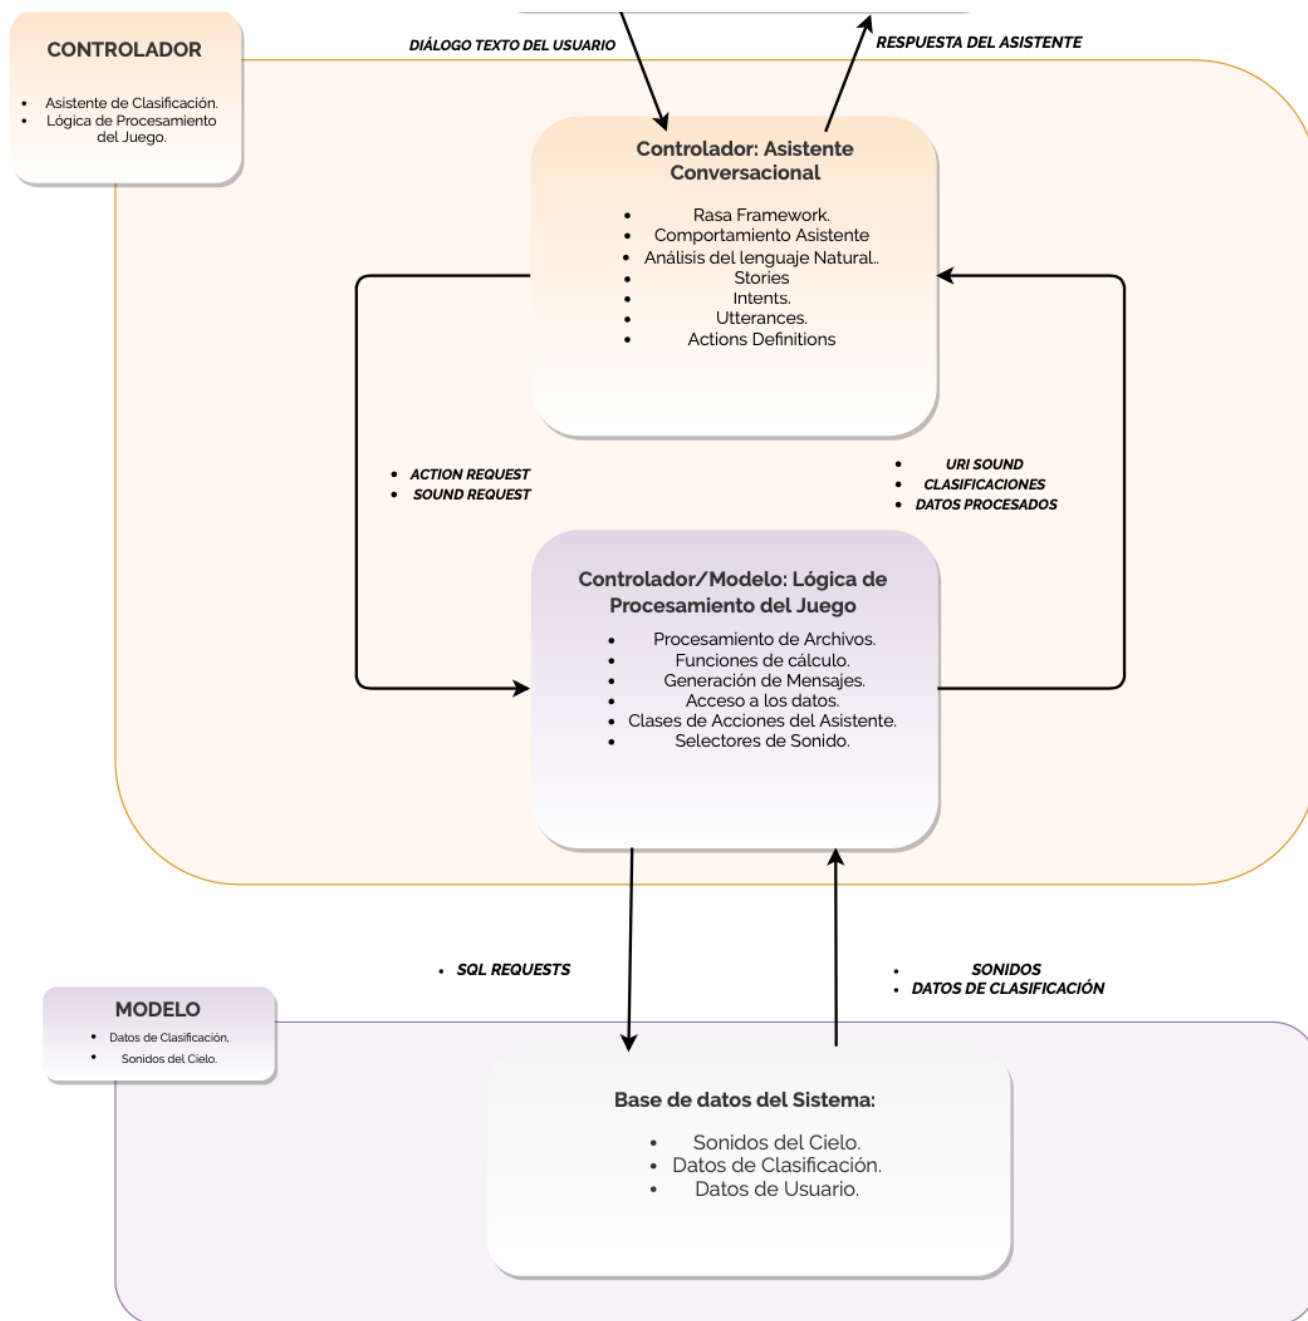 CONTROLADOR
• Asistente de Clasificación.
• Lógica de Procesamiento
del Juego.
DIÁLOGO TEXTO DEL USUARIO
RESPUESTA DEL ASISTENTE
Controlador: Asistente
Conversacional
• Rasa Framework.
• Comportamiento Asistente
• Análisis del lenguaje Natural..
• Stories
• Intents.
• Utterances.
• Actions Definitions
• ACTION REQUEST
• SOUND REQUEST
• URI SOUND
• CLASIFICACIONES
• DATOS PROCESADOS
Controlador/Modelo: Lógica de
Procesamiento del Juego
• Procesamiento de Archivos.
• Funciones de cálculo.
• Generación de Mensajes.
• Acceso a los datos.
• Clases de Acciones del Asistente.
• Selectores de Sonido.
• SQL REQUESTS
• SONIDOS
• DATOS DE CLASIFICACIÓN
MODELO
• Datos de Clasificación,
• Sonidos del Cielo.
Base de datos del Sistema:
• Sonidos del Cielo.
• Datos de Clasificación.
• Datos de Usuario.